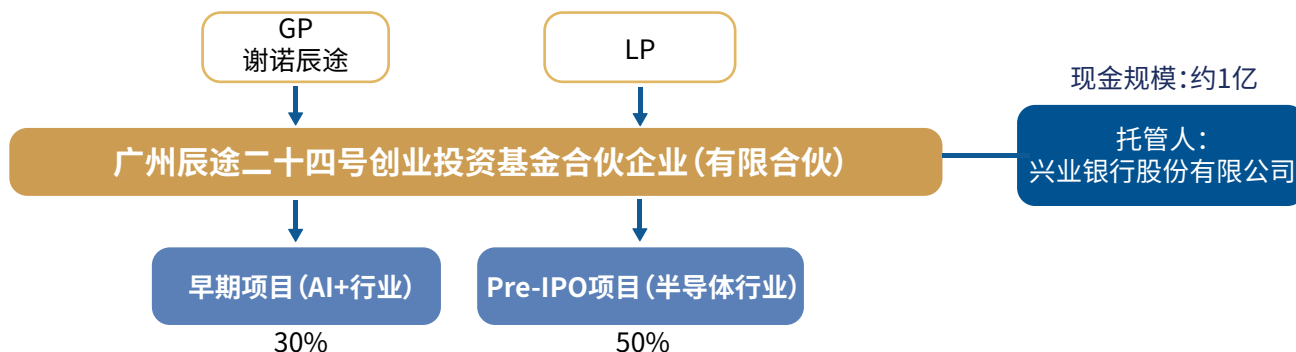 GP
谢诺辰途
LP
现金规模：约1亿
广州辰途二十四号创业投资基金合伙企业（有限合伙）
托管人：
兴业银行股份有限公司
早期项目（AI+行业）
Pre-IPO项目（半导体行业）
30%
50%